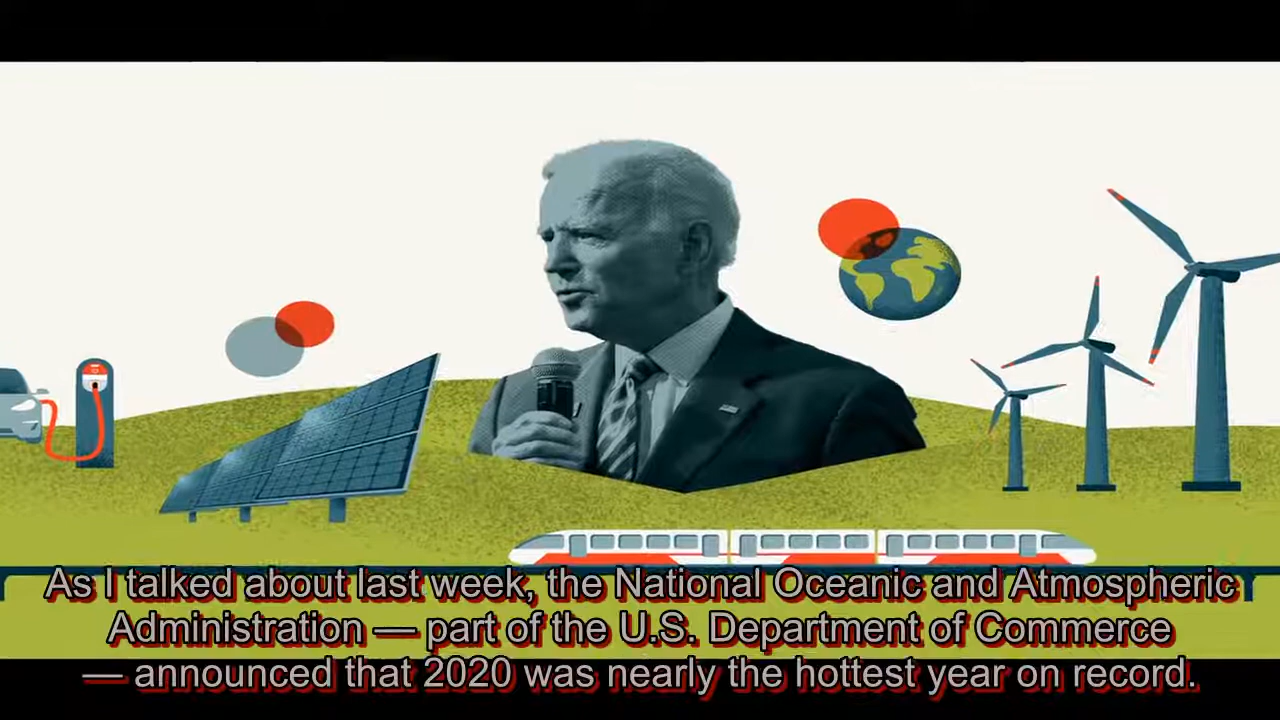 As I talked about last week, the National Oceanic and Atmospheric
Administration — part of the U.S. Department of Commerce
— announced that 2020 was nearly the hottest year on record.